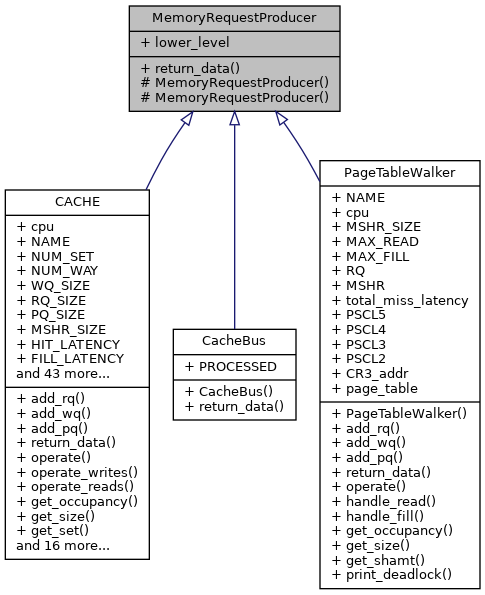 MemoryRequestProducer
+ lower_level
+ return_data()
# MemoryRequestProducer()
# MemoryRequestProducer()
CACHE
+ cpu
+ NAME
+ NUM_SET
+ NUM_WAY
+ WQ_SIZE
+ RQ_SIZE
+ PQ_SIZE
+ MSHR_SIZE
+ HIT_LATENCY
+ FILL_LATENCY
and 43 more...
+ add_rq()
+ add_wq()
+ add_pq()
+ return_data()
+ operate()
+ operate_writes()
+ operate_reads()
+ get_occupancy()
+ get_size()
+ get_set()
and 16 more...
CacheBus
+ PROCESSED
+ CacheBus()
+ return_data()
PageTableWalker
+ NAME
+ cpu
+ MSHR_SIZE
+ MAX_READ
+ MAX_FILL
+ RQ
+ MSHR
+ total_miss_latency
+ PSCL5
+ PSCL4
+ PSCL3
+ PSCL2
+ CR3_addr
+ page_table
+ PageTableWalker()
+ add_rq()
+ add_wq()
+ add_pq()
+ return_data()
+ operate()
+ handle_read()
+ handle_fill()
+ get_occupancy()
+ get_size()
+ get_shamt()
+ print_deadlock()